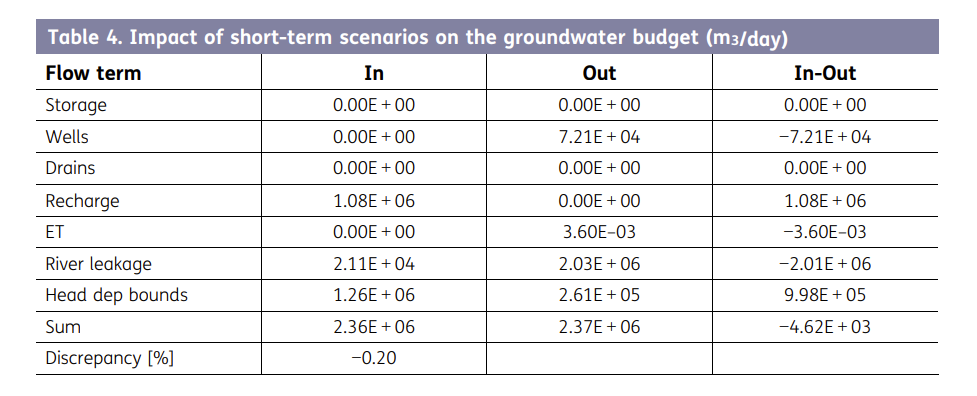 Table 4. Impact of short-term scenarios on the groundwater budget (m3/day)
Flow term In Out In-Out
Storage 0.00E + 00 0.00E + 00 0.00E + 00
Wells 0.00E + 00 7.21E + 04 −7.21E + 04
Drains 0.00E + 00 0.00E + 00 0.00E + 00
Recharge 1.08E + 06 0.00E + 00 1.08E + 06
ET 0.00E + 00 3.60E–03 −3.60E–03
River leakage 2.11E + 04 2.03E + 06 −2.01E + 06
Head dep bounds 1.26E + 06 2.61E + 05 9.98E + 05
Sum 2.36E + 06 2.37E + 06 −4.62E + 03
Discrepancy [%] −0.20